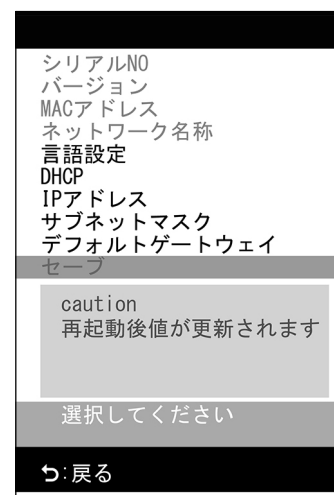 シリアルNO
バージョン
MACアドレス
ネットワーク名称
言語設定
DHCP
IPアドレス
サブネットマスク
デフォルトゲートウェイ
セーブ
caution
再起動後値が更新されます
選択してください
⮌:戻る